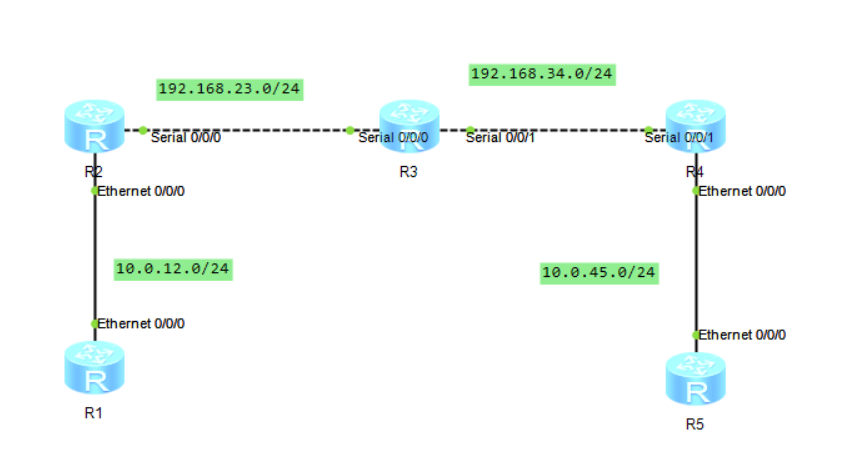 192.168.34.0/24
192.168.23.0/24
R
Serial 0/0/0
Serial 0/0/0
R
Serial 0/0/1
Serial 0/0/1
R
R2
R3
R4
Ethernet 0/0/0
Ethernet 0/0/0
10.0.12.0/24
10.0.45.0/24
Ethernet 0/0/0
Ethernet 0/0/0
R
R
R1
R5